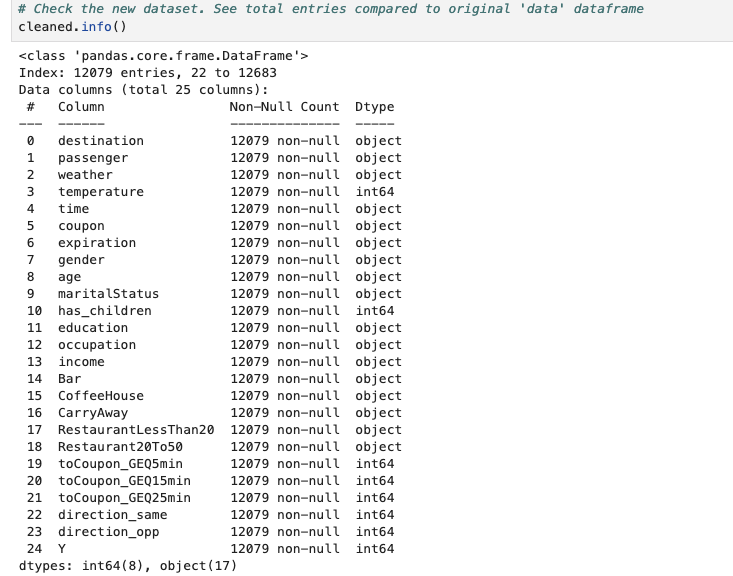 # Check the new dataset. See total entries compared to original 'data' dataframe
cleaned.info()
<class 'pandas.core.frame.DataFrame'>
Index: 12079 entries, 22 to 12683
Data columns (total 25 columns):
 #   Column                Non-Null Count  Dtype
---  ------                --------------  -----
 0   destination           12079 non-null  object
 1   passenger             12079 non-null  object
 2   weather               12079 non-null  object
 3   temperature           12079 non-null  int64
 4   time                  12079 non-null  object
 5   coupon                12079 non-null  object
 6   expiration            12079 non-null  object
 7   gender                12079 non-null  object
 8   age                   12079 non-null  object
 9   maritalStatus         12079 non-null  object
 10  has_children          12079 non-null  int64
 11  education             12079 non-null  object
 12  occupation            12079 non-null  object
 13  income                12079 non-null  object
 14  Bar                   12079 non-null  object
 15  CoffeeHouse           12079 non-null  object
 16  CarryAway             12079 non-null  object
 17  RestaurantLessThan20  12079 non-null  object
 18  Restaurant20To50      12079 non-null  object
 19  toCoupon_GEQ5min      12079 non-null  int64
 20  toCoupon_GEQ15min     12079 non-null  int64
 21  toCoupon_GEQ25min     12079 non-null  int64
 22  direction_same        12079 non-null  int64
 23  direction_opp         12079 non-null  int64
 24  Y                     12079 non-null  int64
dtypes: int64(8), object(17)